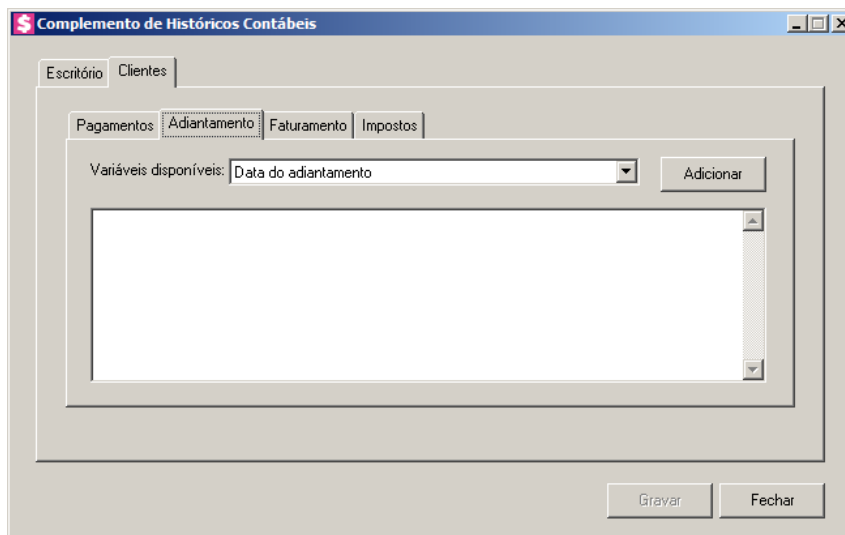 Complemento de Históricos Contábeis
Escritório Clientes
Pagamentos Adiantamento Faturamento Impostos
Variáveis disponíveis: Data do adiantamento Adicionar
Gravar Fechar